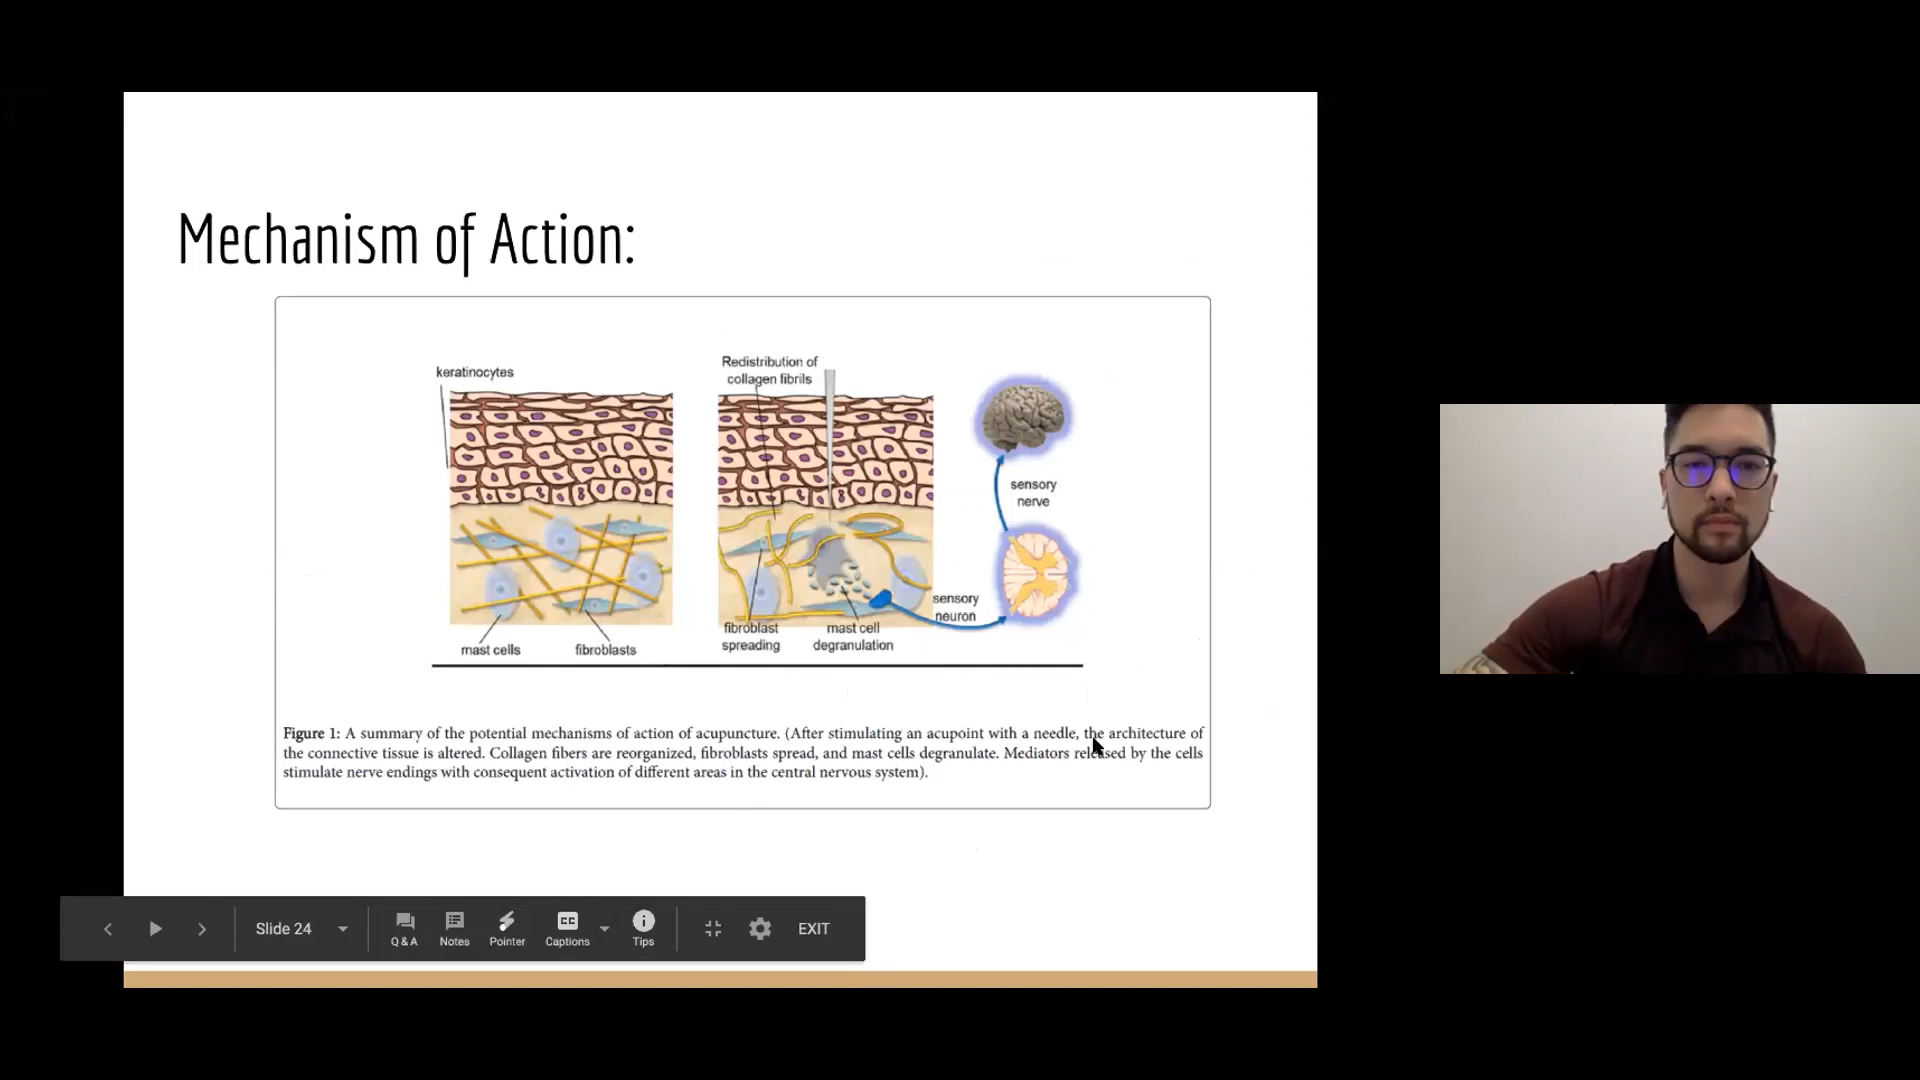 Mechanism of Action:
keratinocytes
Redistribution of
collagen fibrils
sensory
nerve
sensory
neuron
mast cells
fibroblasts
fibroblast
spreading
mast cell
degranulation
Figure 1: A summary of the potential mechanisms of action of acupuncture. (After stimulating an acupoint with a needle, the architecture of
the connective tissue is altered. Collagen fibers are reorganized, fibroblasts spread, and mast cells degranulate. Mediators released by the cells
stimulate nerve endings with consequent activation of different areas in the central nervous system).
Slide 24
Q & A
Notes
Pointer
CC
Captions
Tips
EXIT